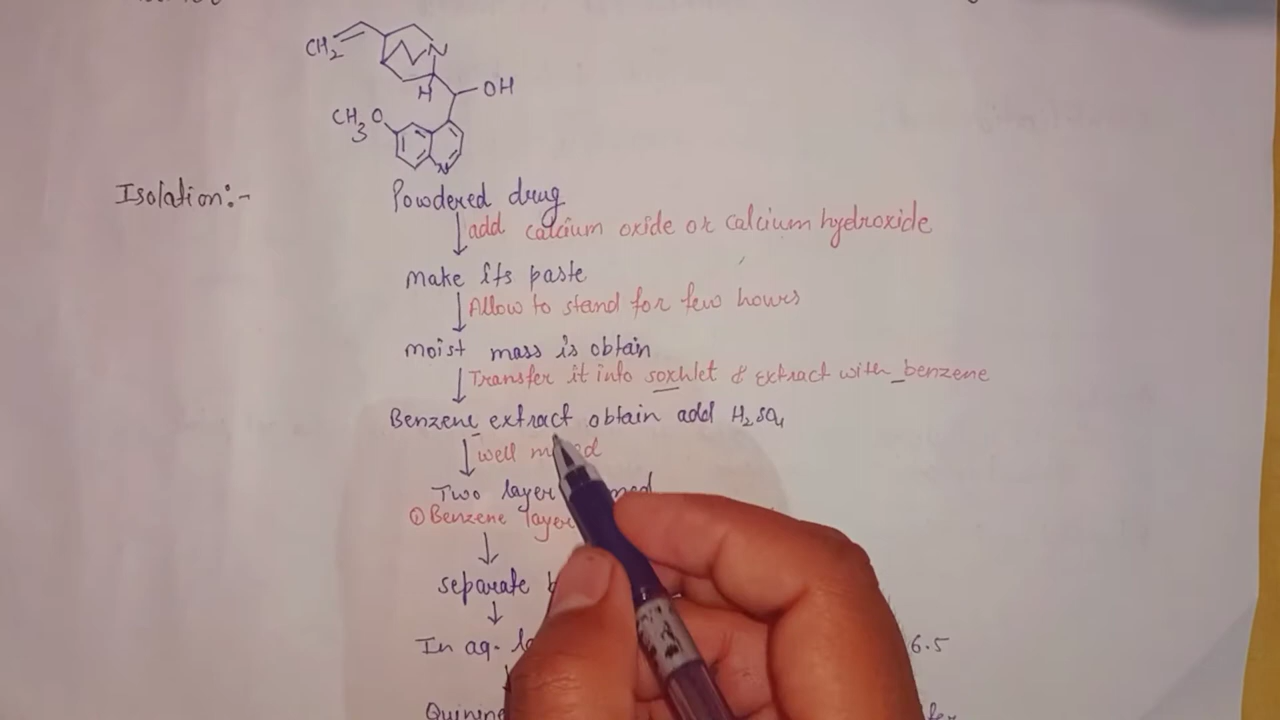 CH2
N
H
OH
CH3O
N
Isolation:-
Powdered drug
add calcium oxide or calcium hydroxide
make its paste
Allow to stand for few hours
moist mass is obtain
Transfer it into soxhlet & extract with benzene
Benzene extract obtain add H2SO4
well
Two layer
① Benzene layer
separate
In aq.
6.5
Quinine